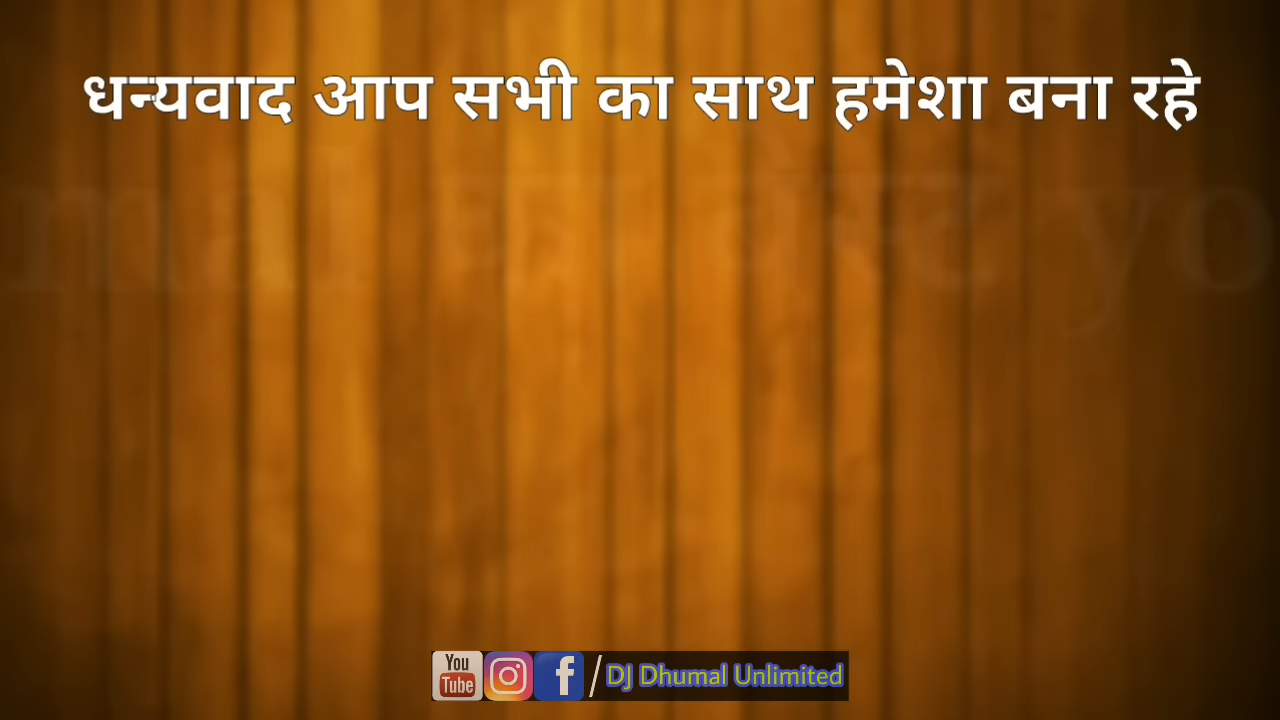 धन्यवाद आप सभी का साथ हमेशा बना रहे
You
Tube
/DJ Dhumal Unlimited